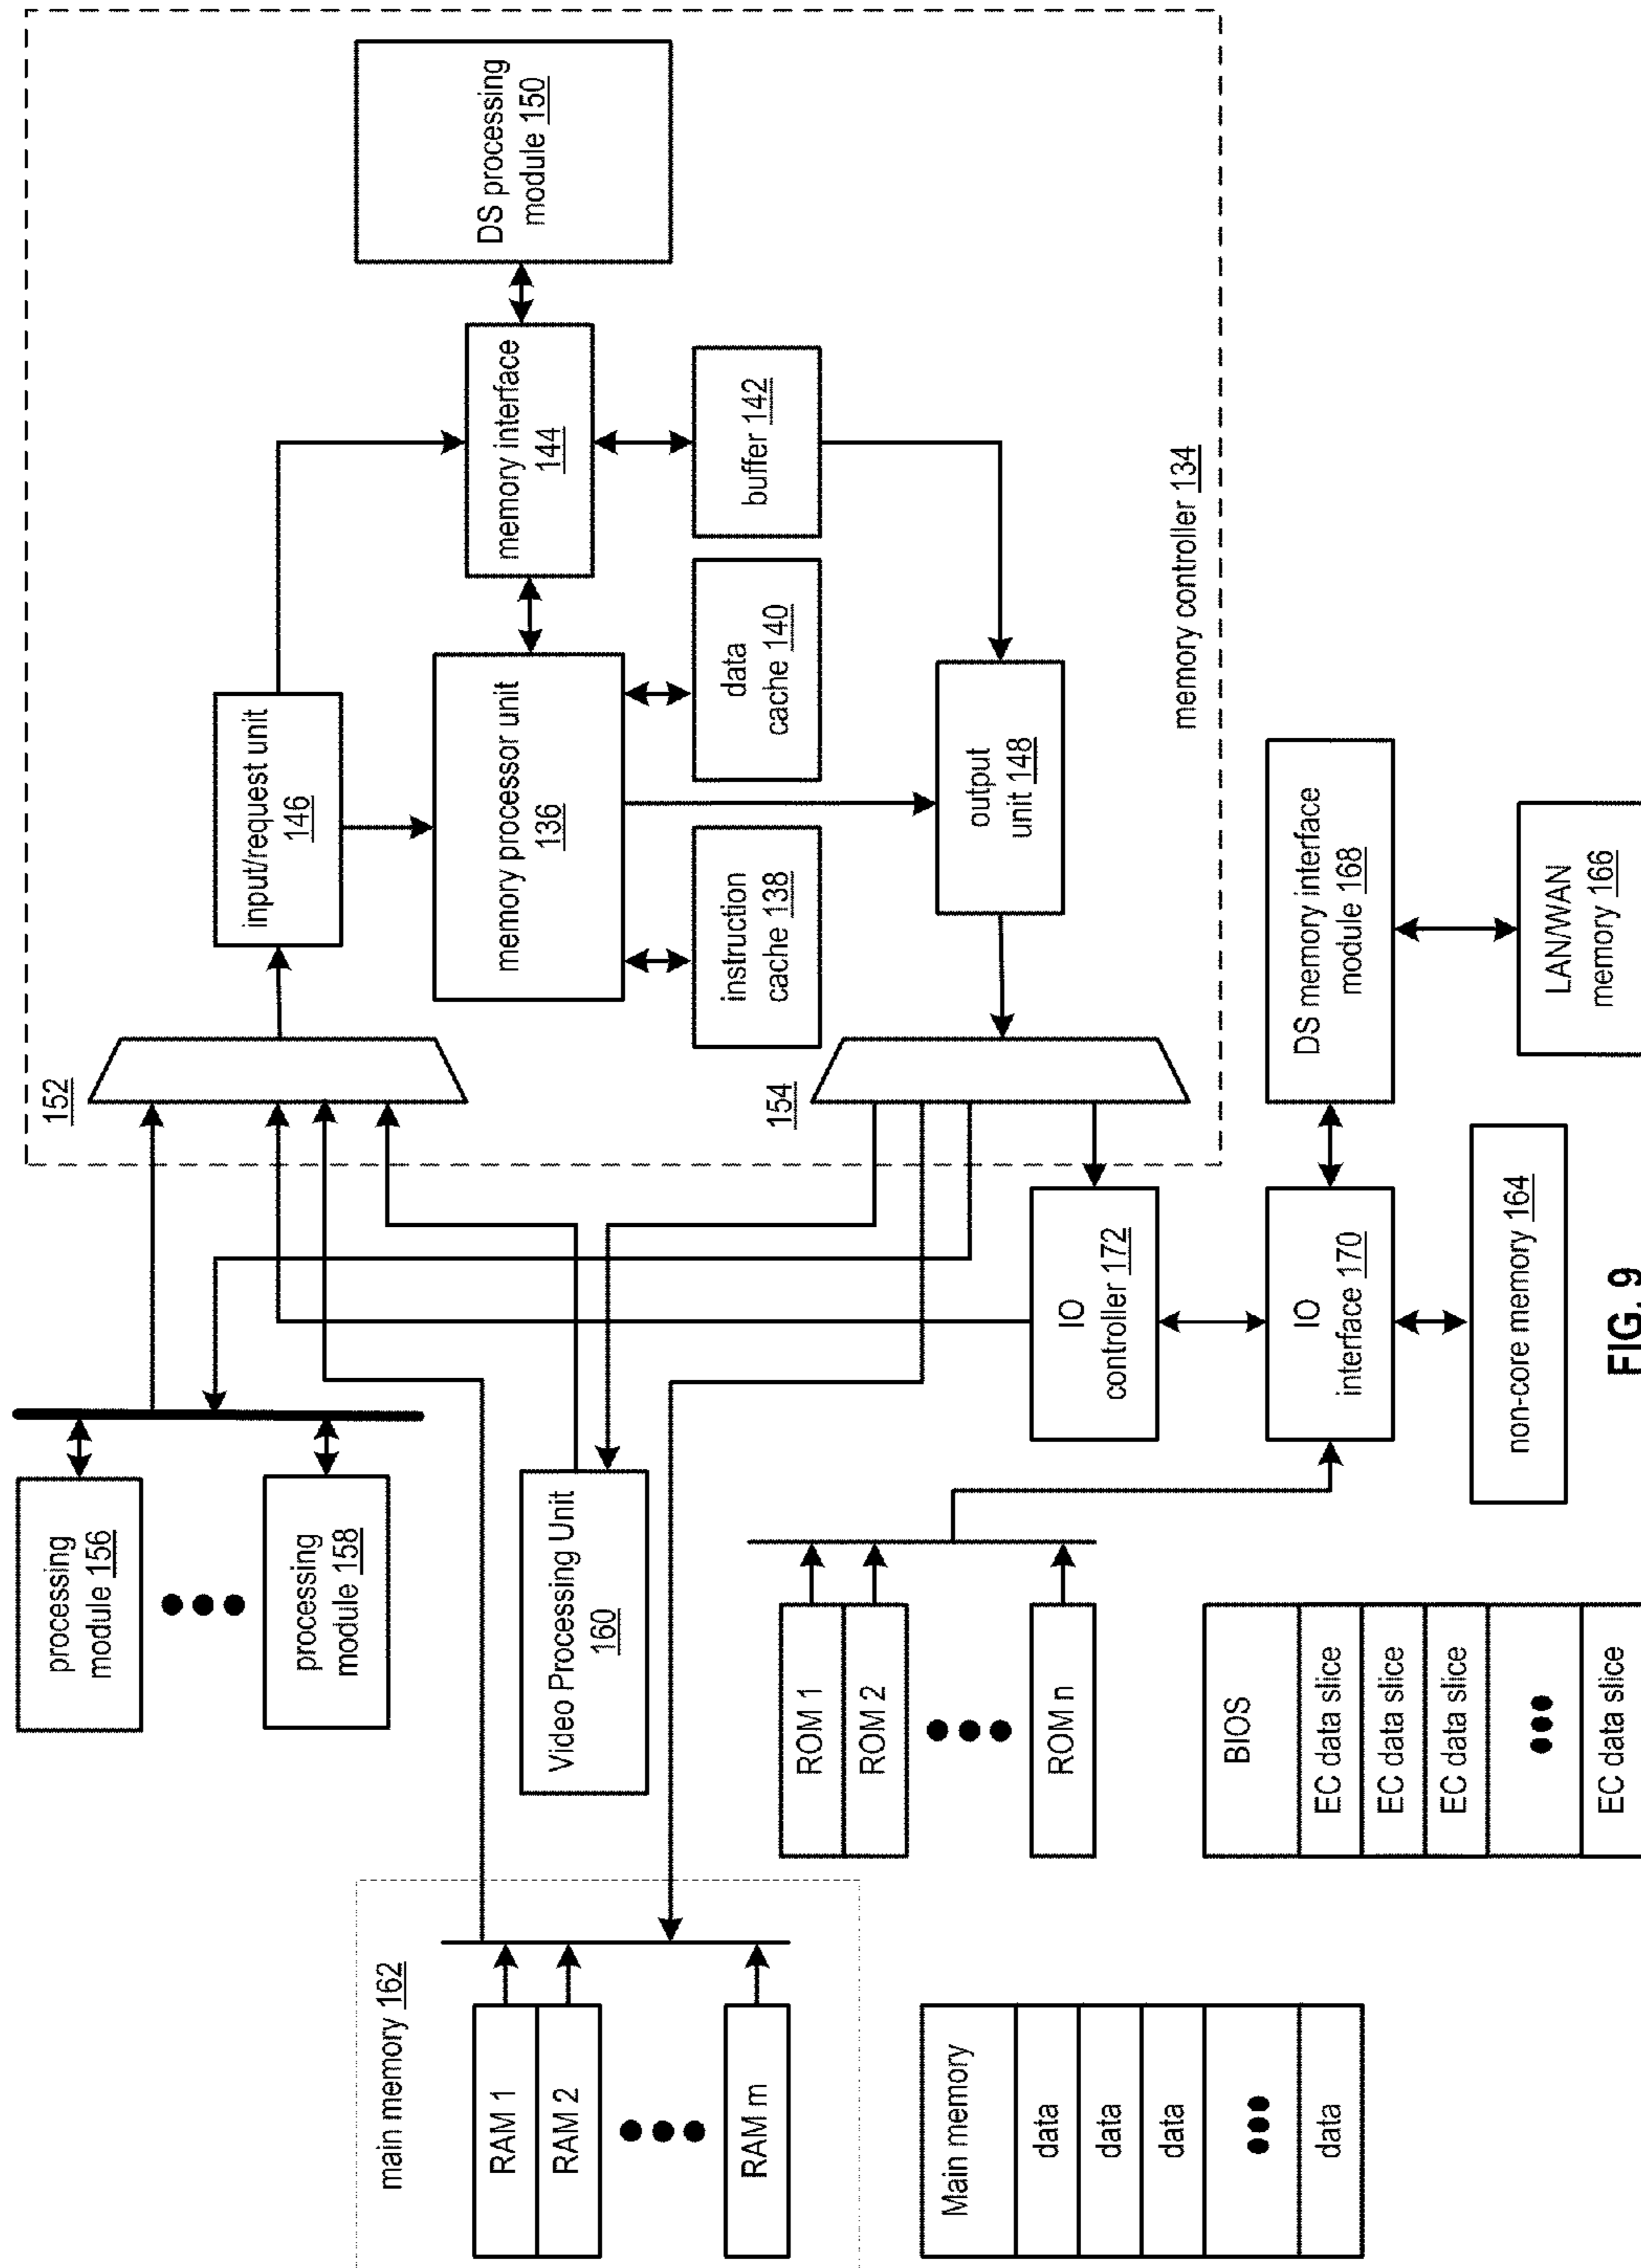 main memory 162
RAM 1
RAM 2
RAM m
Main memory
data
data
data
data
processing
module 156
processing
module 158
Video Processing Unit
160
ROM 1
ROM 2
ROM n
BIOS
EC data slice
EC data slice
EC data slice
EC data slice
152
154
input/request unit
146
memory processor unit
136
instruction
cache 138
data
cache 140
memory interface
144
buffer 142
DS processing
module 150
output
unit 148
memory controller 134
IO
controller 172
IO
interface 170
non-core memory 164
DS memory interface
module 168
LAN/WAN
memory 166
FIG. 9